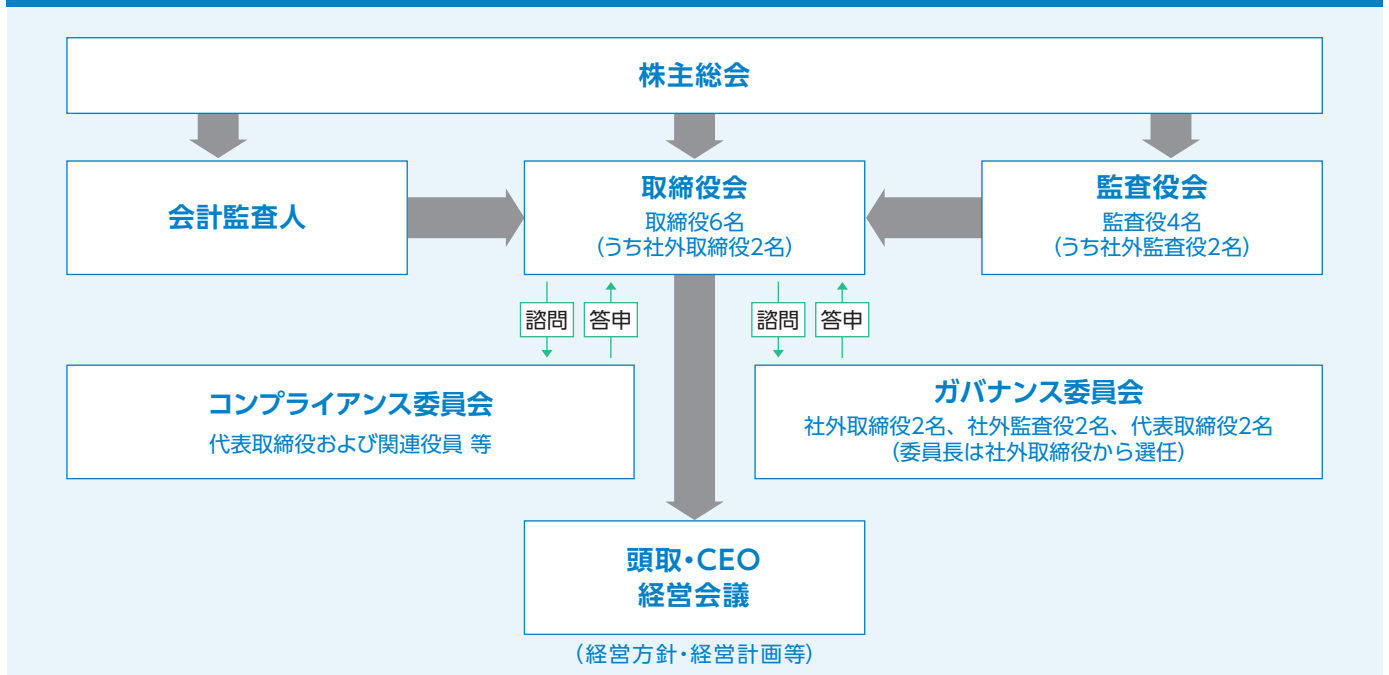 株主総会
会計監査人
取締役会
取締役6名
（うち社外取締役2名）
監査役会
監査役4名
（うち社外監査役2名）
諮問
答申
諮問
答申
コンプライアンス委員会
代表取締役および関連役員 等
ガバナンス委員会
社外取締役2名、社外監査役2名、代表取締役2名
（委員長は社外取締役から選任）
頭取・CEO
経営会議
（経営方針・経営計画等）